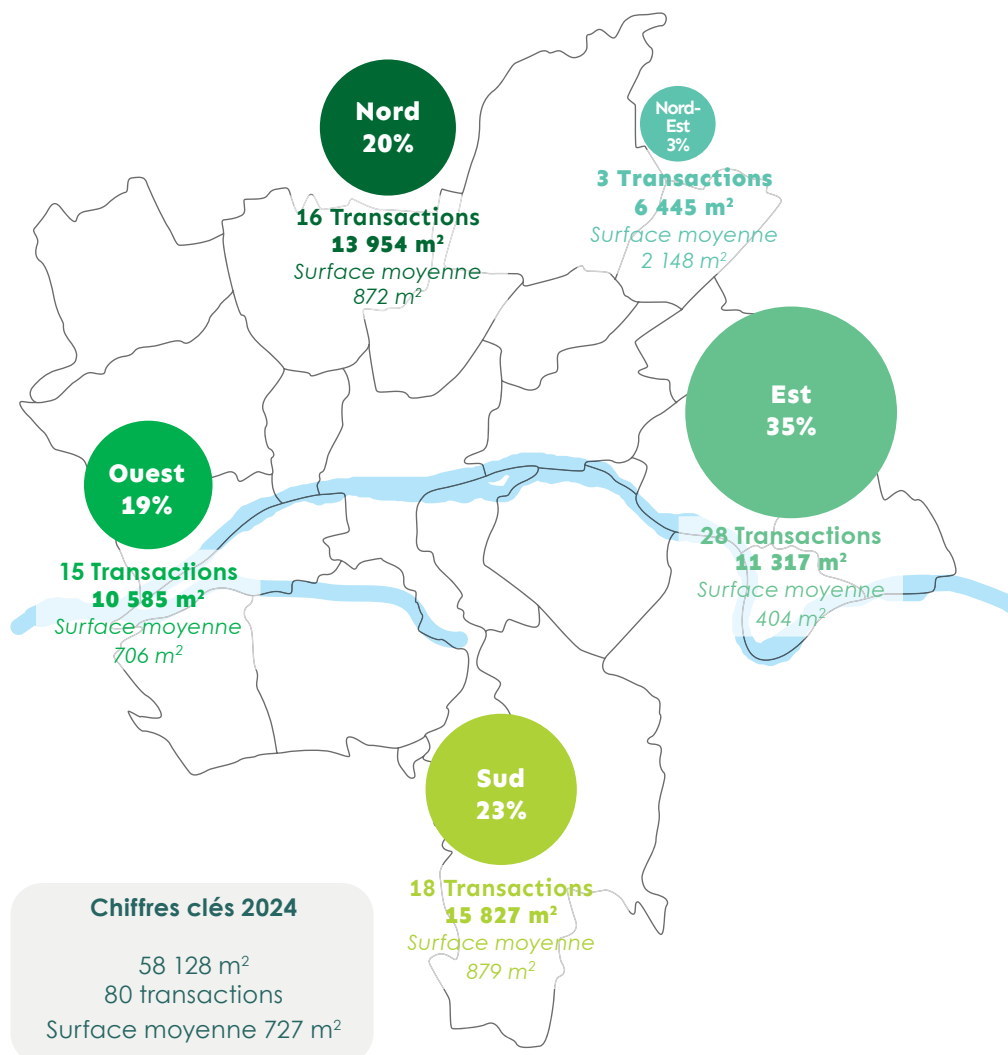 Nord
20%
16 Transactions
13 954 m²
Surface moyenne
872 m²
Nord-
Est
3%
3 Transactions
6 445 m²
Surface moyenne
2 148 m²
Est
35%
28 Transactions
11 317 m²
Surface moyenne
404 m²
Ouest
19%
15 Transactions
10 585 m²
Surface moyenne
706 m²
Sud
23%
18 Transactions
15 827 m²
Surface moyenne
879 m²
Chiffres clés 2024
58 128 m²
80 transactions
Surface moyenne 727 m²